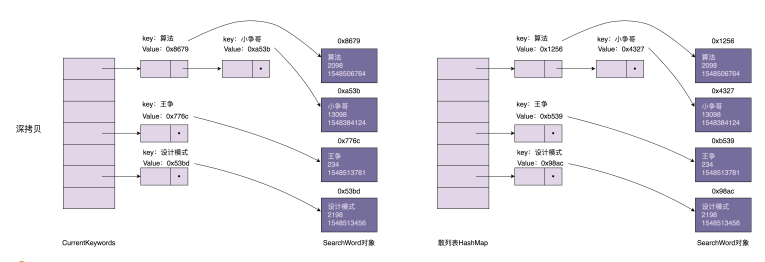 深拷贝
key：算法
Value：0x8679
key：小争哥
Value：0xa53b
key：王争
Value：0x776c
key：设计模式
Value：0x53bd
0x8679
算法
2098
1548506764
0xa53b
小争哥
13098
1548384124
0x776c
王争
234
1548513781
0x53bd
设计模式
2198
1548513456
CurrentKeywords
SearchWord对象
key：算法
Value：0x1256
key：小争哥
Value：0x4327
key：王争
Value：0xb539
key：设计模式
Value：0x98ac
0x1256
算法
2098
1548506764
0x4327
小争哥
13098
1548384124
0xb539
王争
234
1548513781
0x98ac
设计模式
2198
1548513456
散列表HashMap
SearchWord对象